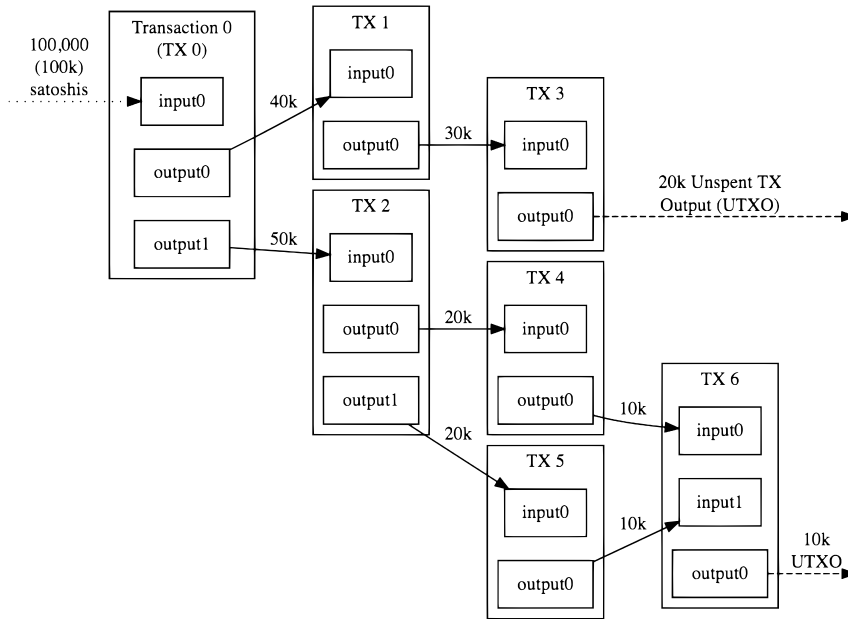 100,000
(100k)
satoshis
Transaction 0
(TX 0)
input0
output0
output1
40k
50k
TX 1
input0
output0
30k
TX 2
input0
output0
output1
20k
20k
TX 3
input0
output0
20k Unspent TX
Output (UTXO)
TX 4
input0
output0
10k
TX 5
input0
output0
10k
TX 6
input0
input1
output0
10k
UTXO